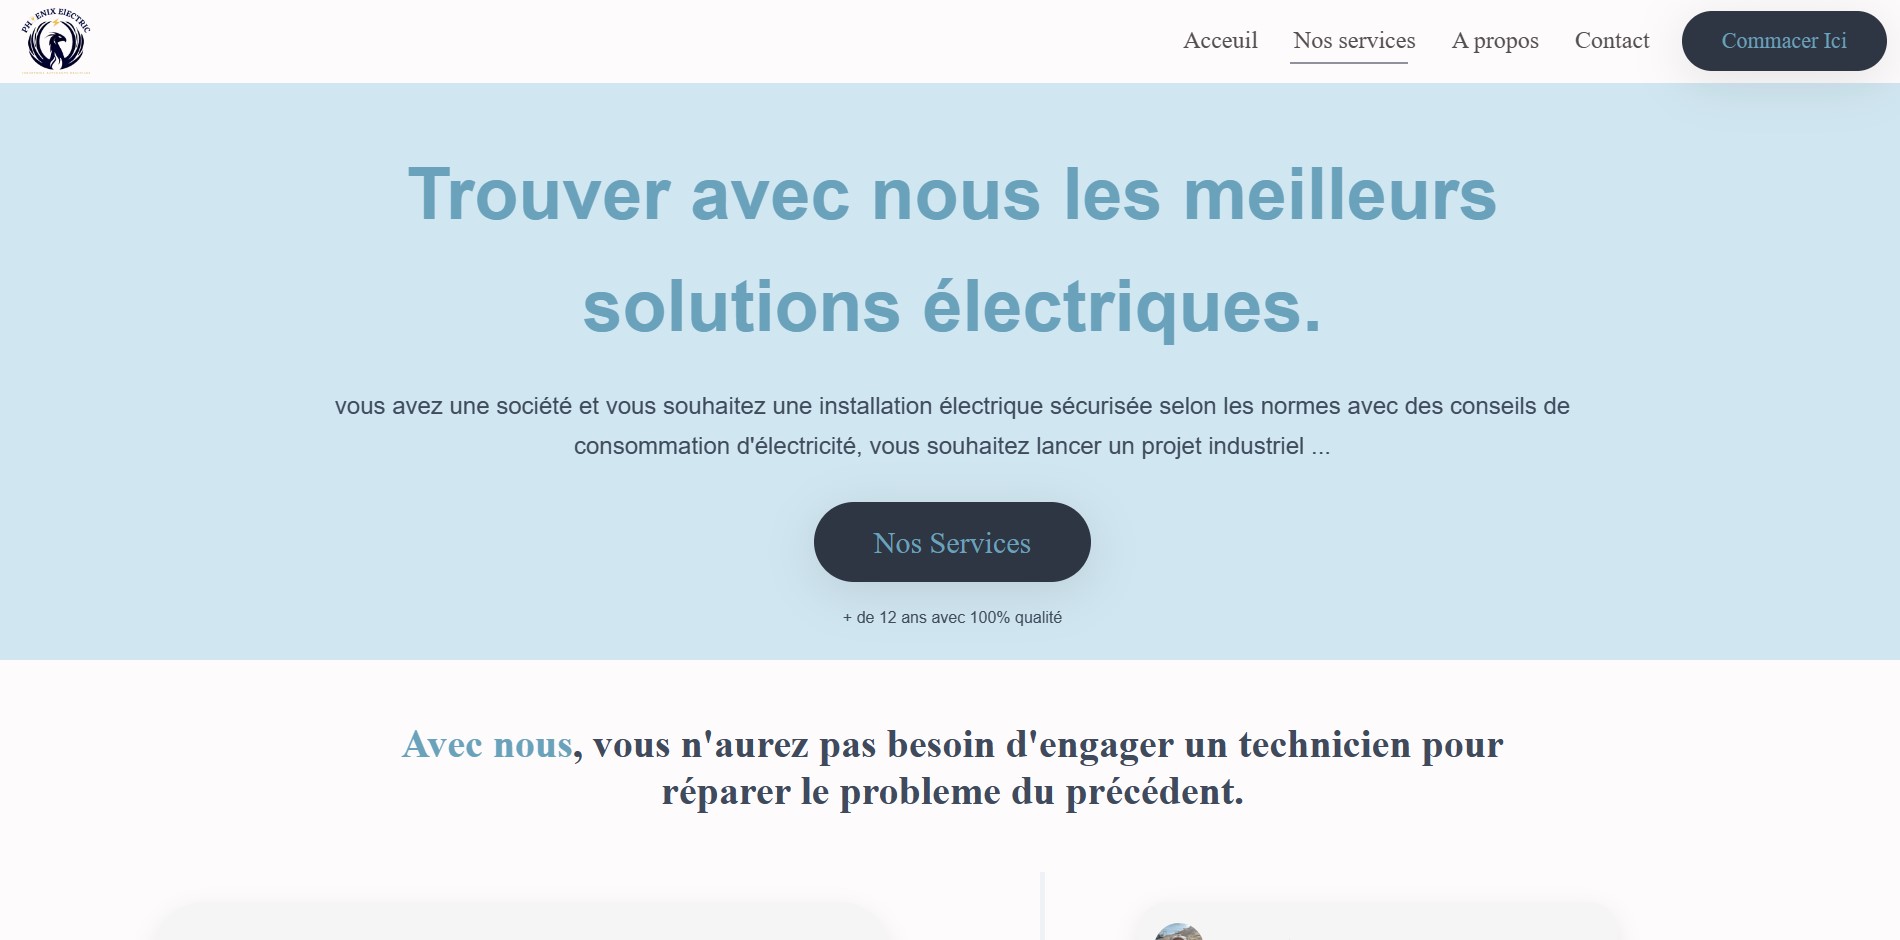 PHŒNIX ElECTRIC
Acceuil
Nos services
A propos
Contact
Commacer Ici
Trouver avec nous les meilleurs
solutions électriques.
vous avez une société et vous souhaitez une installation électrique sécurisée selon les normes avec des conseils de
consommation d'électricité, vous souhaitez lancer un projet industriel ...
Nos Services
+ de 12 ans avec 100% qualité
Avec nous, vous n'aurez pas besoin d'engager un technicien pour
réparer le probleme du précédent.